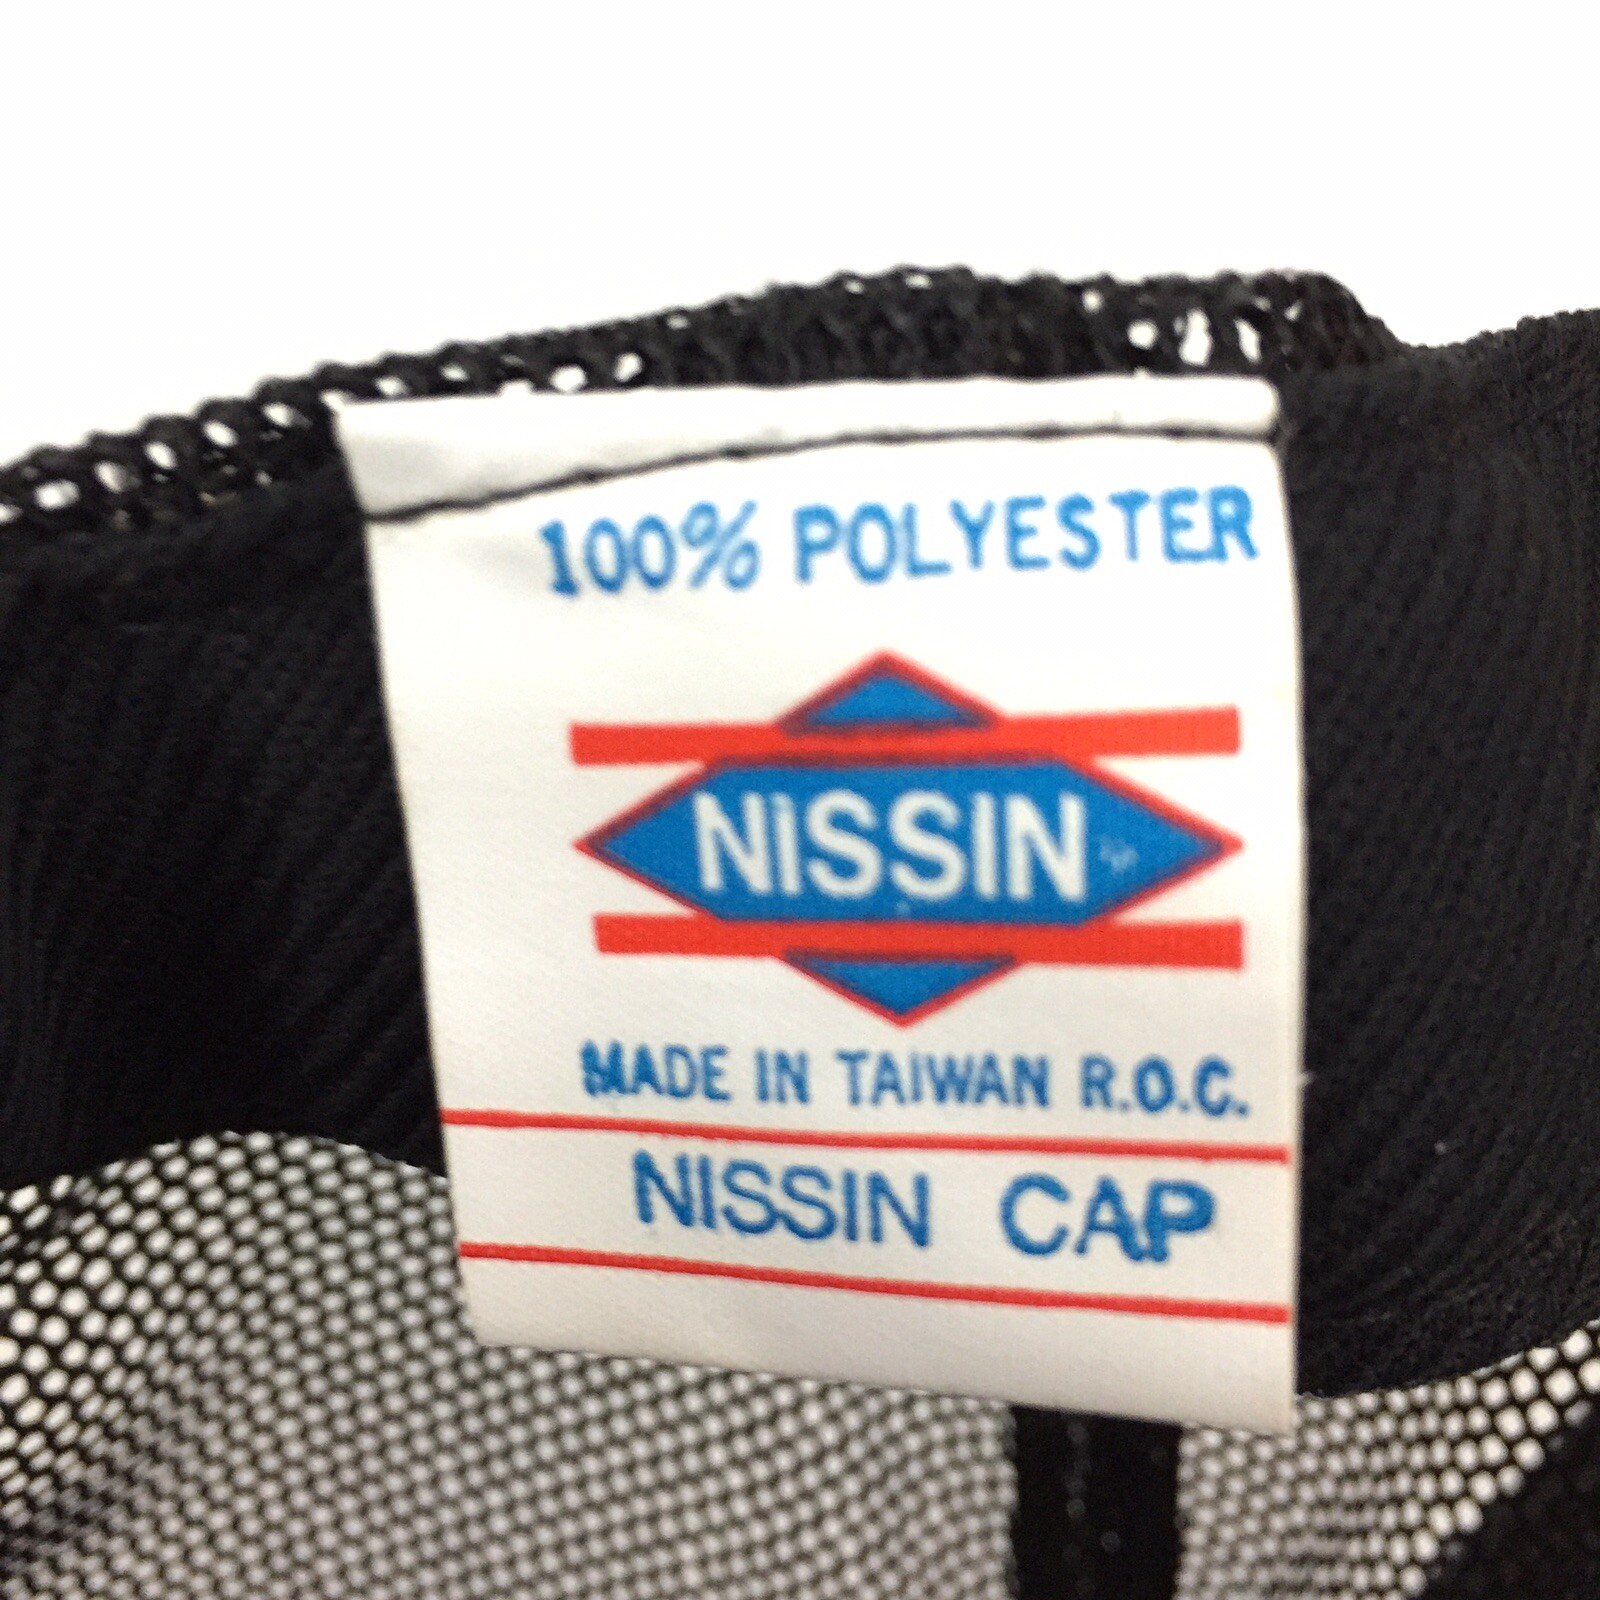 100% POLYESTER
NISSIN
MADE IN TAIWAN R.O.C.
NISSIN CAP